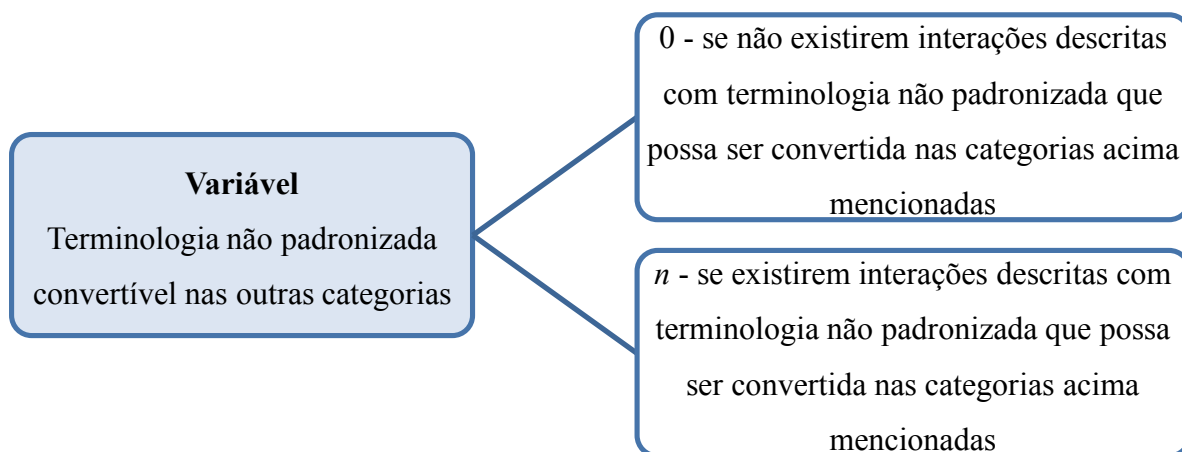 Variável
Terminologia não padronizada
convertível nas outras categorias
0 - se não existirem interações descritas
com terminologia não padronizada que
possa ser convertida nas categorias acima
mencionadas
n - se existirem interações descritas com
terminologia não padronizada que possa
ser convertida nas categorias acima
mencionadas